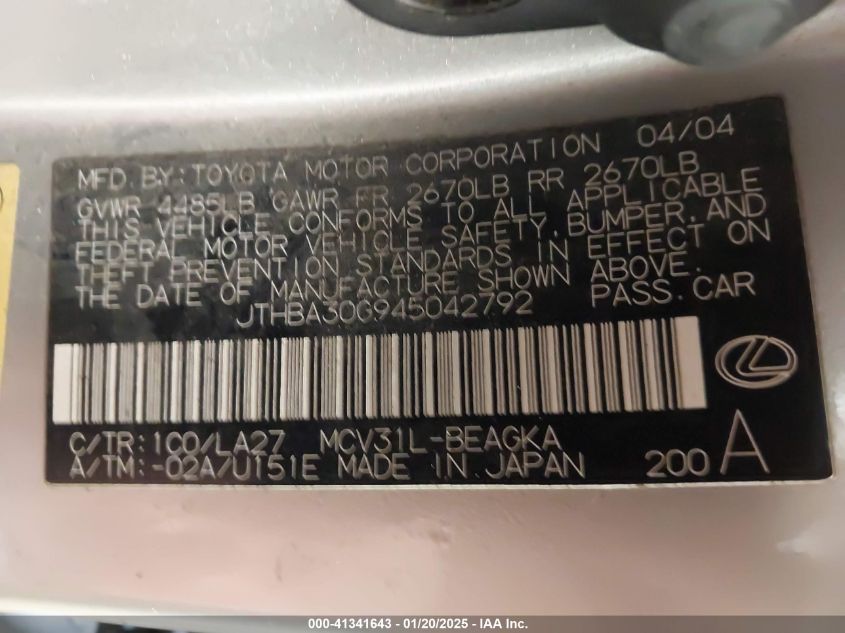 MFD. BY: TOYOTA MOTOR CORPORATION 04/04
GVWR 4485LB GAWR FR 2670LB RR 2670LB
THIS VEHICLE CONFORMS TO ALL APPLICABLE
FEDERAL MOTOR VEHICLE SAFETY, BUMPER, AND
THEFT PREVENTION STANDARDS IN EFFECT ON
THE DATE OF MANUFACTURE SHOWN ABOVE.
JTHBA30G945042792 PASS. CAR
C/TR: 1C0/LA27 MCV31L-BEAGKA
A/TM: -02A/U151E MADE IN JAPAN 200 A
000-41341643 - 01/20/2025 - IAA Inc.